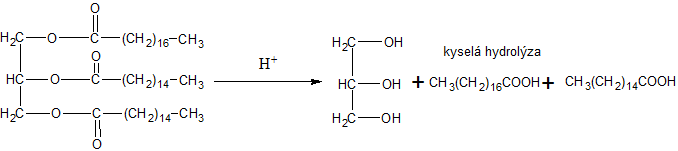 O
H₂C—O—C—(CH₂)₁₆—CH₃
O
HC—O—C—(CH₂)₁₄—CH₃
H₂C—O—C—(CH₂)₁₄—CH₃
O
H⁺
H₂C—OH
HC—OH
H₂C—OH
kyselá hydrolýza
+ CH₃(CH₂)₁₆COOH + CH₃(CH₂)₁₄COOH